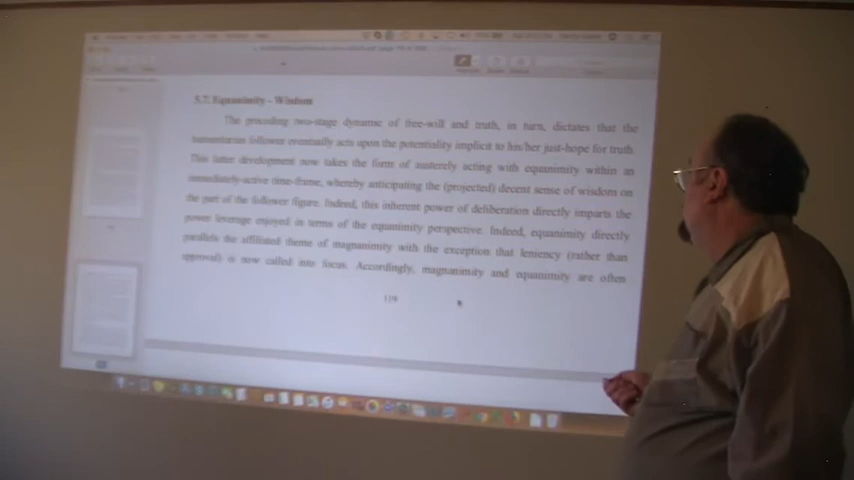 5.7. Equanimity - Wisdom
The preceding two-stage dynamic of free-will and truth, in turn, dictates that the
humanitarian follower eventually acts upon the potentiality implicit to his/her just-hope for truth.
This latter development now takes the form of austerely acting with equanimity within an
immediately-active time-frame, whereby anticipating the (projected) decent sense of wisdom on
the part of the follower figure. Indeed, this inherent power of deliberation directly imparts the
power leverage enjoyed in terms of the equanimity perspective. Indeed, equanimity directly
parallels the affiliated theme of magnanimity with the exception that leniency (rather than
approval) is now called into focus. Accordingly, magnanimity and equanimity are often
119